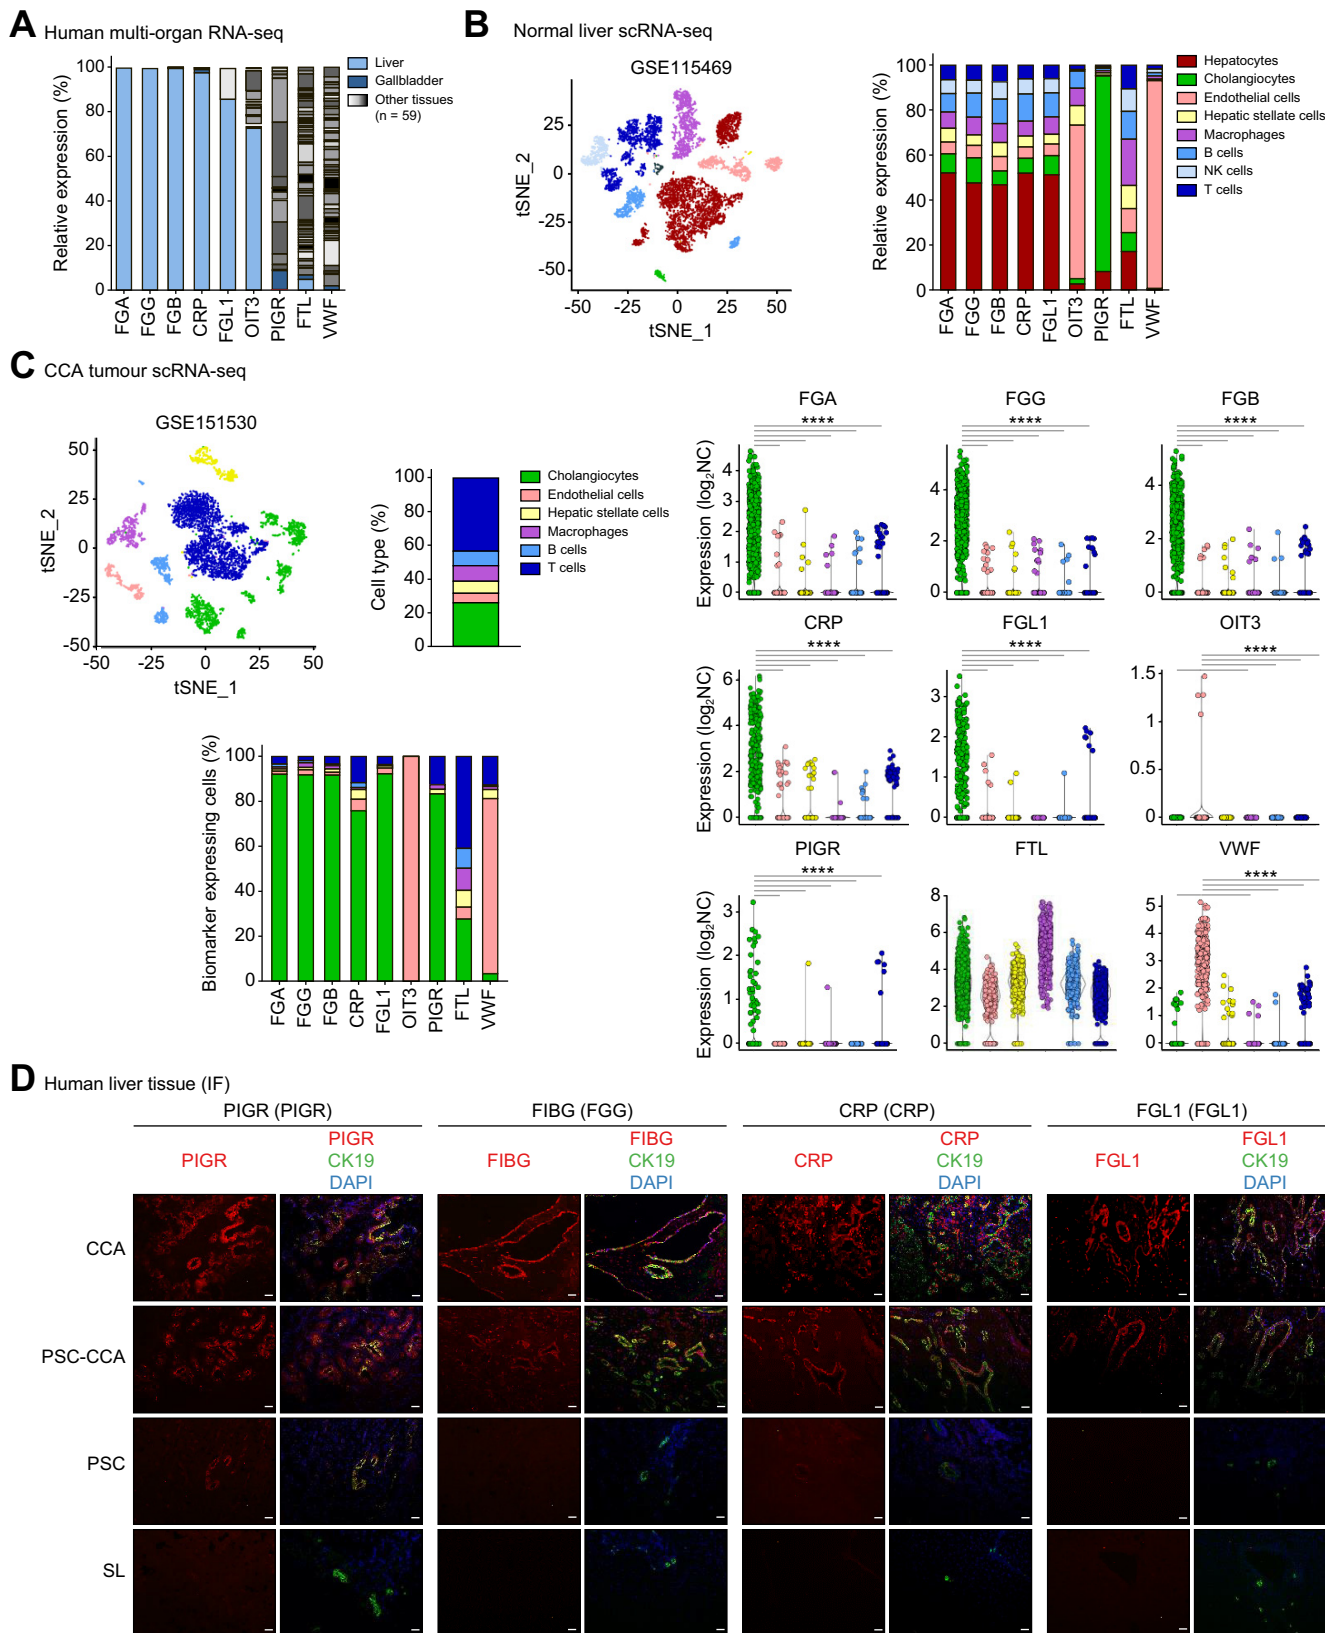 A Human multi-organ RNA-seq
Relative expression (%)
100
80
60
40
20
0
FGA
FGG
FGB
CRP
FGL1
OIT3
PIGR
FTL
VWF
Liver
Gallbladder
Other tissues
(n = 59)
B Normal liver scRNA-seq
GSE115469
tSNE_2
25
0
-25
-50
-50 -25 0 25 50
tSNE_1
Relative expression (%)
100
80
60
40
20
0
FGA
FGG
FGB
CRP
FGL1
OIT3
PIGR
FTL
VWF
Hepatocytes
Cholangiocytes
Endothelial cells
Hepatic stellate cells
Macrophages
B cells
NK cells
T cells
C CCA tumour scRNA-seq
GSE151530
tSNE_2
50
25
0
-25
-50
-50 -25 0 25 50
tSNE_1
Cell type (%)
100
80
60
40
20
0
Cholangiocytes
Endothelial cells
Hepatic stellate cells
Macrophages
B cells
T cells
Biomarker expressing cells (%)
100
80
60
40
20
0
FGA
FGG
FGB
CRP
FGL1
OIT3
PIGR
FTL
VWF
FGA
****
Expression (log2NC)
4
3
2
1
0
FGG
****
4
2
0
FGB
****
4
2
0
CRP
****
Expression (log2NC)
6
4
2
0
FGL1
****
3
2
1
0
OIT3
****
1.5
1
0.5
0
PIGR
****
Expression (log2NC)
3
2
1
0
FTL
8
6
4
2
0
VWF
****
5
4
3
2
1
0
D Human liver tissue (IF)
PIGR (PIGR) FIBG (FGG) CRP (CRP) FGL1 (FGL1)
PIGR FIBG CRP FGL1
PIGR CK19 FIBG CK19 CRP CK19 FGL1 CK19
DAPI DAPI DAPI DAPI
CCA
PSC-CCA
PSC
SL